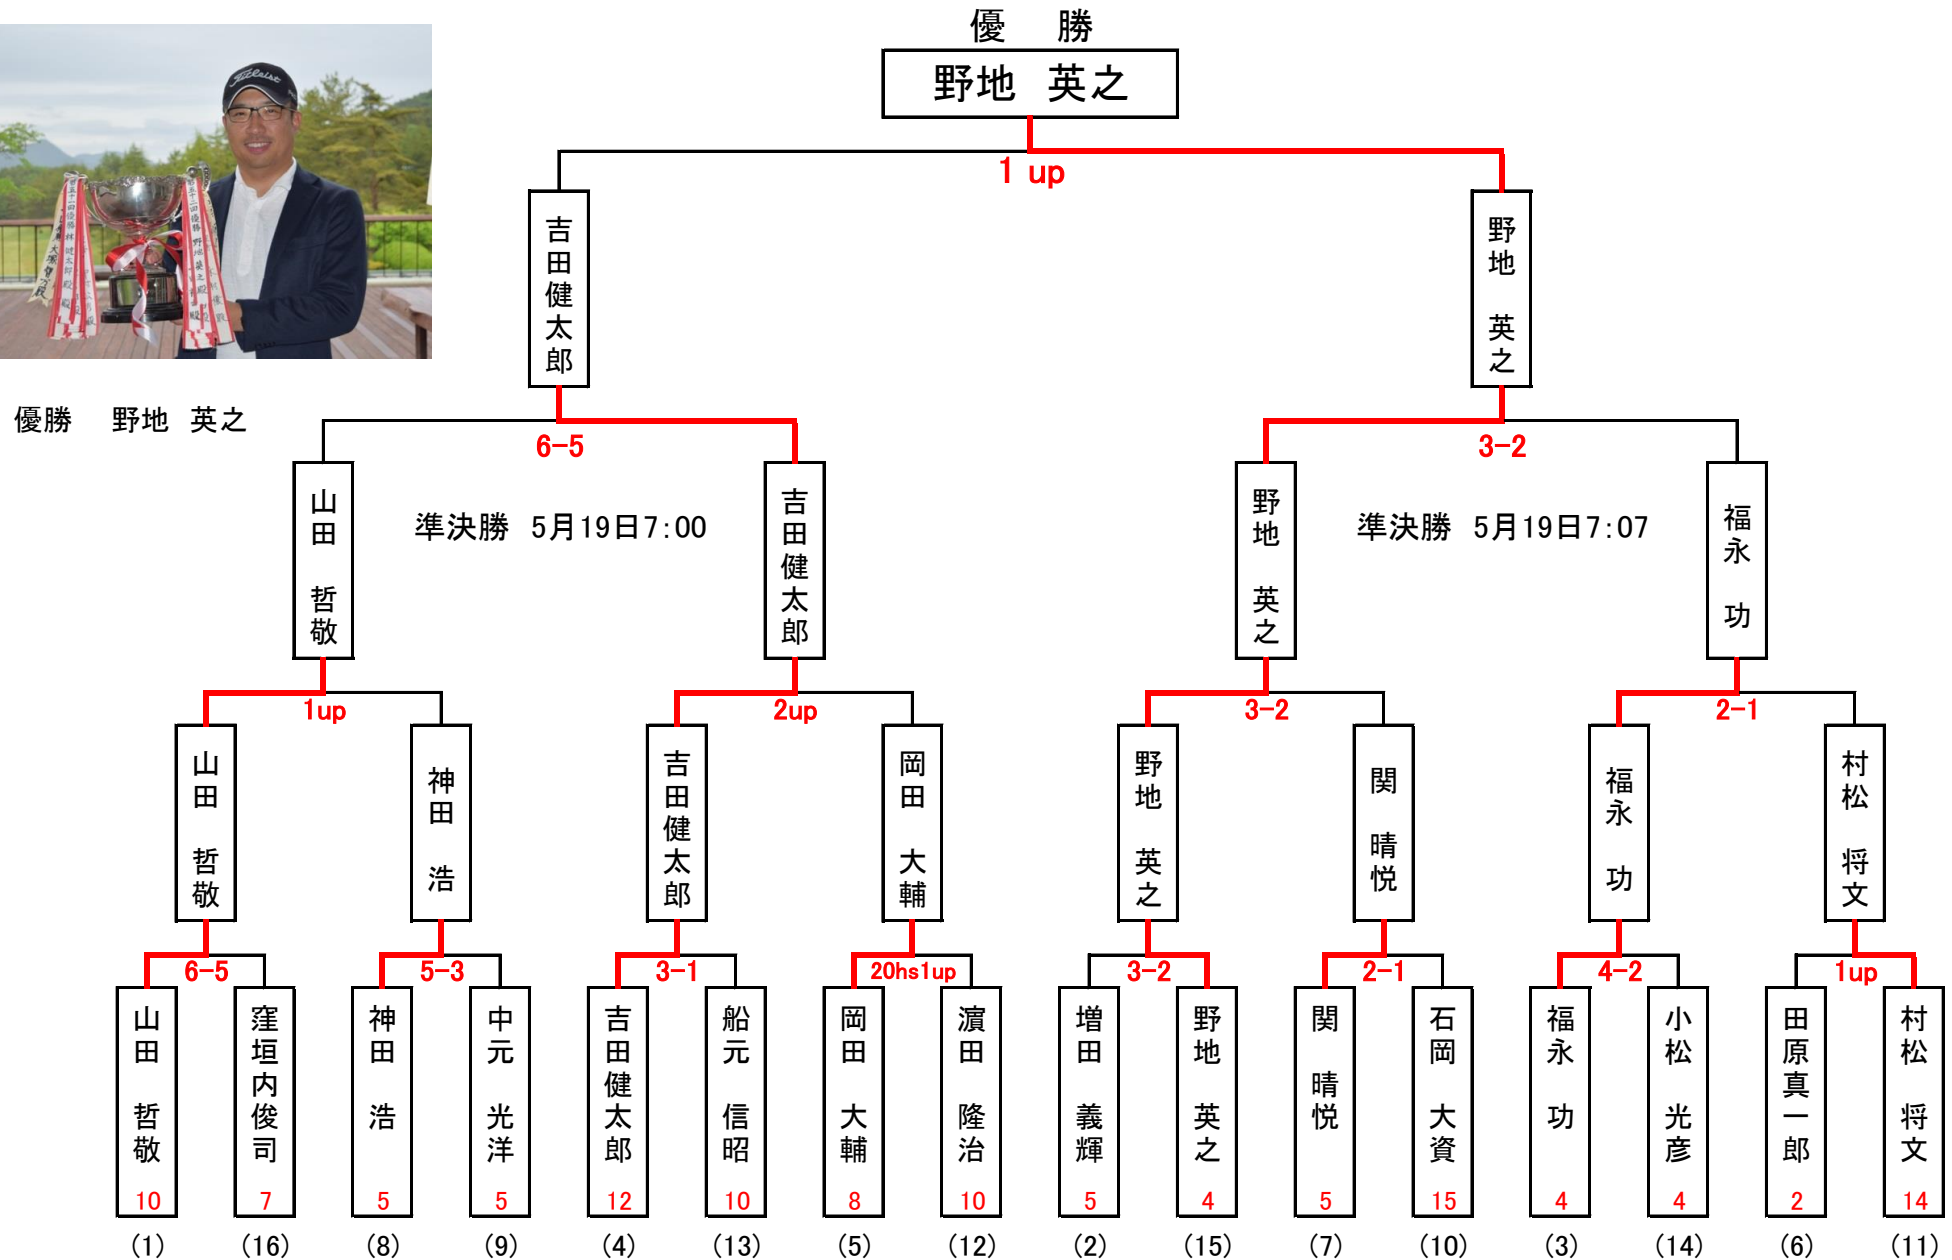 優　勝
野地　英之
1 up
Titleist
吉田健太郎
野地　英之
優勝　野地　英之
6-5
3-2
山田　哲敬
準決勝　5月19日7:00
吉田健太郎
野地　英之
準決勝　5月19日7:07
福永　功
1up
2up
3-2
2-1
山田　哲敬
神田　浩
吉田健太郎
岡田　大輔
野地　英之
関　晴悦
福永　功
村松　将文
6-5
5-3
3-1
20hs1up
3-2
2-1
4-2
1up
山田　哲敬
窪垣内俊司
神田　浩
中元　光洋
吉田健太郎
船元　信昭
岡田　大輔
濵田　隆治
増田　義輝
野地　英之
関　晴悦
石岡　大資
福永　功
小松　光彦
田原真一郎
村松　将文
10
7
5
5
12
10
8
10
5
4
5
15
4
4
2
14
(1)
(16)
(8)
(9)
(4)
(13)
(5)
(12)
(2)
(15)
(7)
(10)
(3)
(14)
(6)
(11)